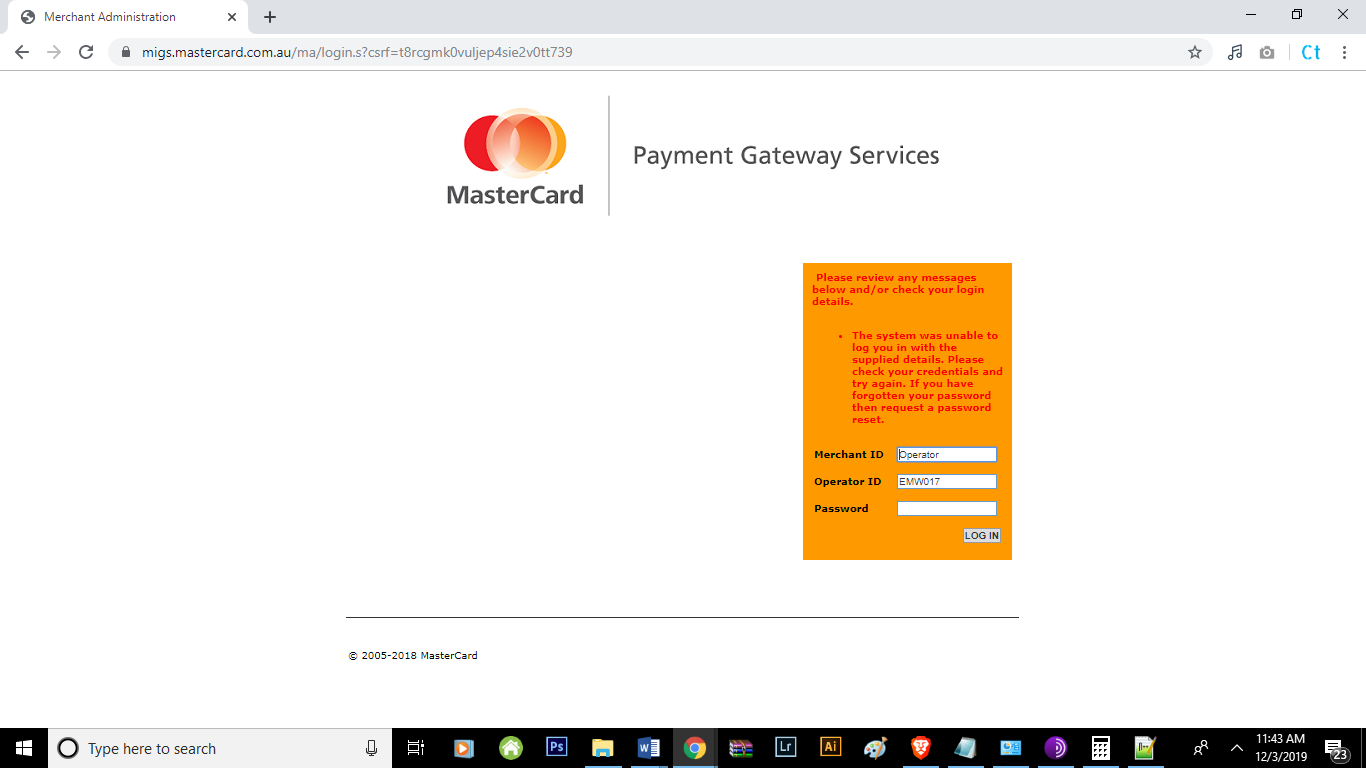 Merchant Administration
migs.mastercard.com.au/ma/login.s?csrf=t8rcgmk0vuljep4sie2v0tt739
Ct
MasterCard
Payment Gateway Services
Please review any messages
below and/or check your login
details.
• The system was unable to
log you in with the
supplied details. Please
check your credentials and
try again. If you have
forgotten your password
then request a password
reset.
Merchant ID Operator
Operator ID EMW017
Password
LOG IN
© 2005-2018 MasterCard
Type here to search
Ps
W
Lr
Ai
11:43 AM
12/3/2019
23